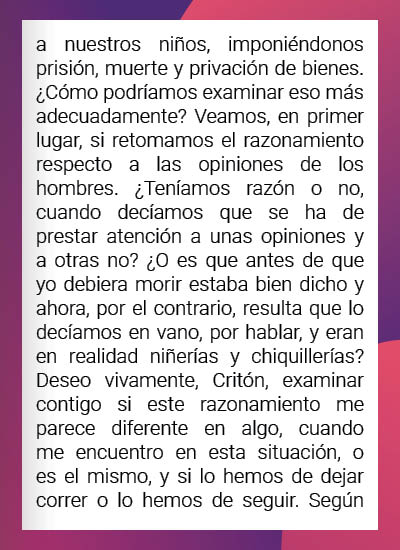 a nuestros niños, imponiéndonos
prisión, muerte y privación de bienes.
¿Cómo podríamos examinar eso más
adecuadamente? Veamos, en primer
lugar, si retomamos el razonamiento
respecto a las opiniones de los
hombres. ¿Teníamos razón o no,
cuando decíamos que se ha de
prestar atención a unas opiniones y
a otras no? ¿O es que antes de que
yo debiera morir estaba bien dicho y
ahora, por el contrario, resulta que lo
decíamos en vano, por hablar, y eran
en realidad niñerías y chiquillerías?
Deseo vivamente, Critón, examinar
contigo si este razonamiento me
parece diferente en algo, cuando
me encuentro en esta situación, o
es el mismo, y si lo hemos de dejar
correr o lo hemos de seguir. Según